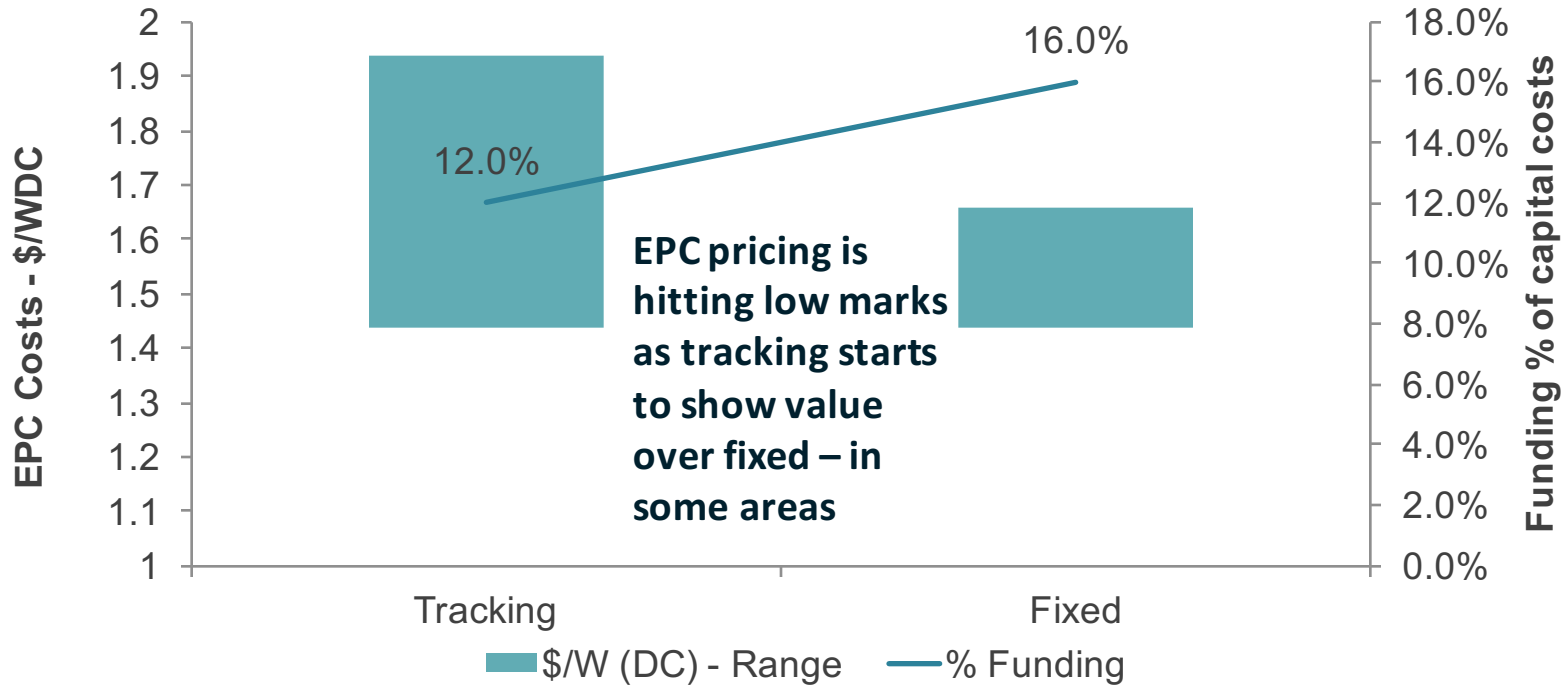 EPC Costs - $/WDC
2
1.9
1.8
1.7
1.6
1.5
1.4
1.3
1.2
1.1
1
12.0%
16.0%
EPC pricing is
hitting low marks
as tracking starts
to show value
over fixed – in
some areas
18.0%
16.0%
14.0%
12.0%
10.0%
8.0%
6.0%
4.0%
2.0%
0.0%
Funding % of capital costs
Tracking
Fixed
$/W (DC) - Range
% Funding